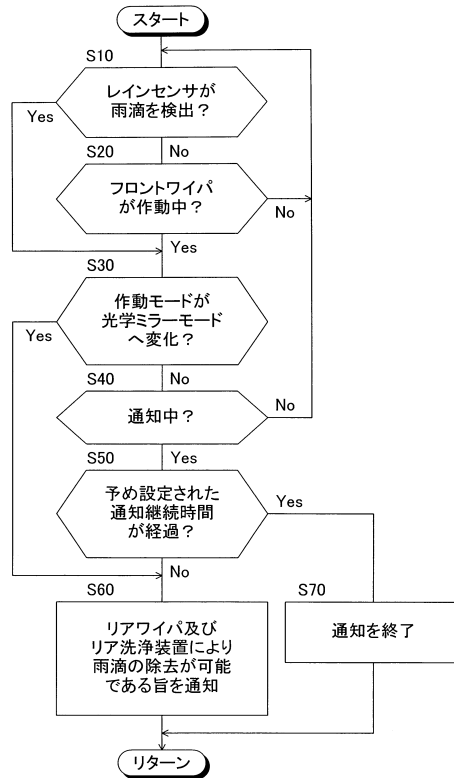 スタート
S10
レインセンサが
雨滴を検出？
Yes
No
S20
フロントワイパ
が作動中？
No
Yes
S30
作動モードが
光学ミラーモード
へ変化？
Yes
No
S40
通知中？
No
Yes
S50
予め設定された
通知継続時間
が経過？
Yes
No
S60
リアワイパ及び
リア洗浄装置により
雨滴の除去が可能
である旨を通知
S70
通知を終了
リターン